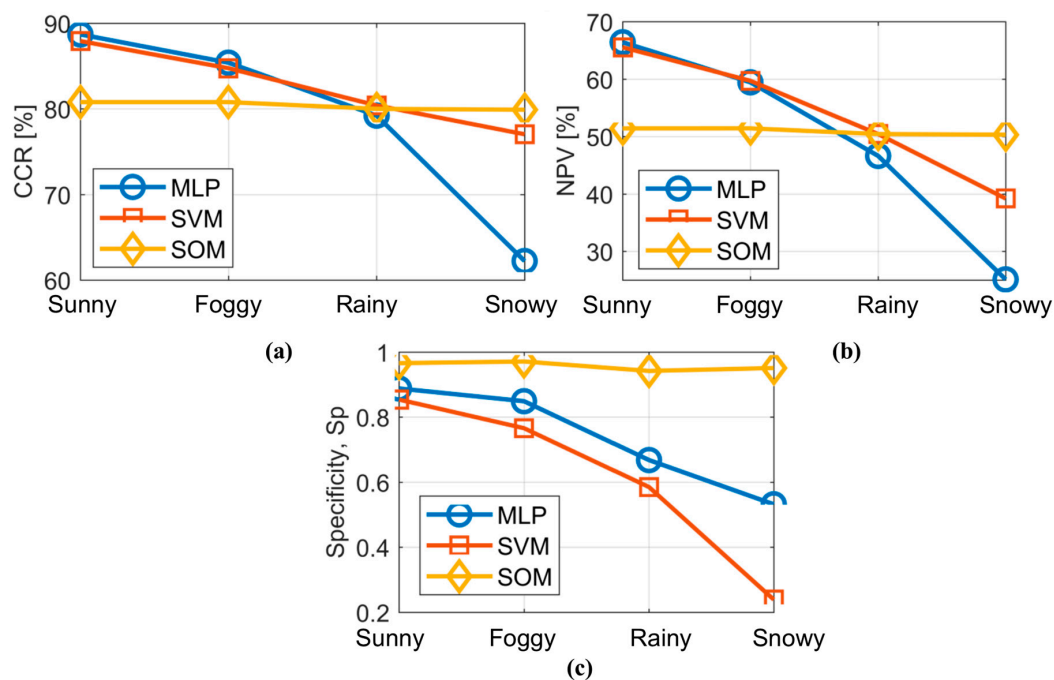 90
80
70
60
CCR [%]
MLP
SVM
SOM
Sunny Foggy Rainy Snowy
(a)
70
60
50
40
30
NPV [%]
MLP
SVM
SOM
Sunny Foggy Rainy Snowy
(b)
1
0.8
0.6
0.4
0.2
Specificity, Sp
MLP
SVM
SOM
Sunny Foggy Rainy Snowy
(c)